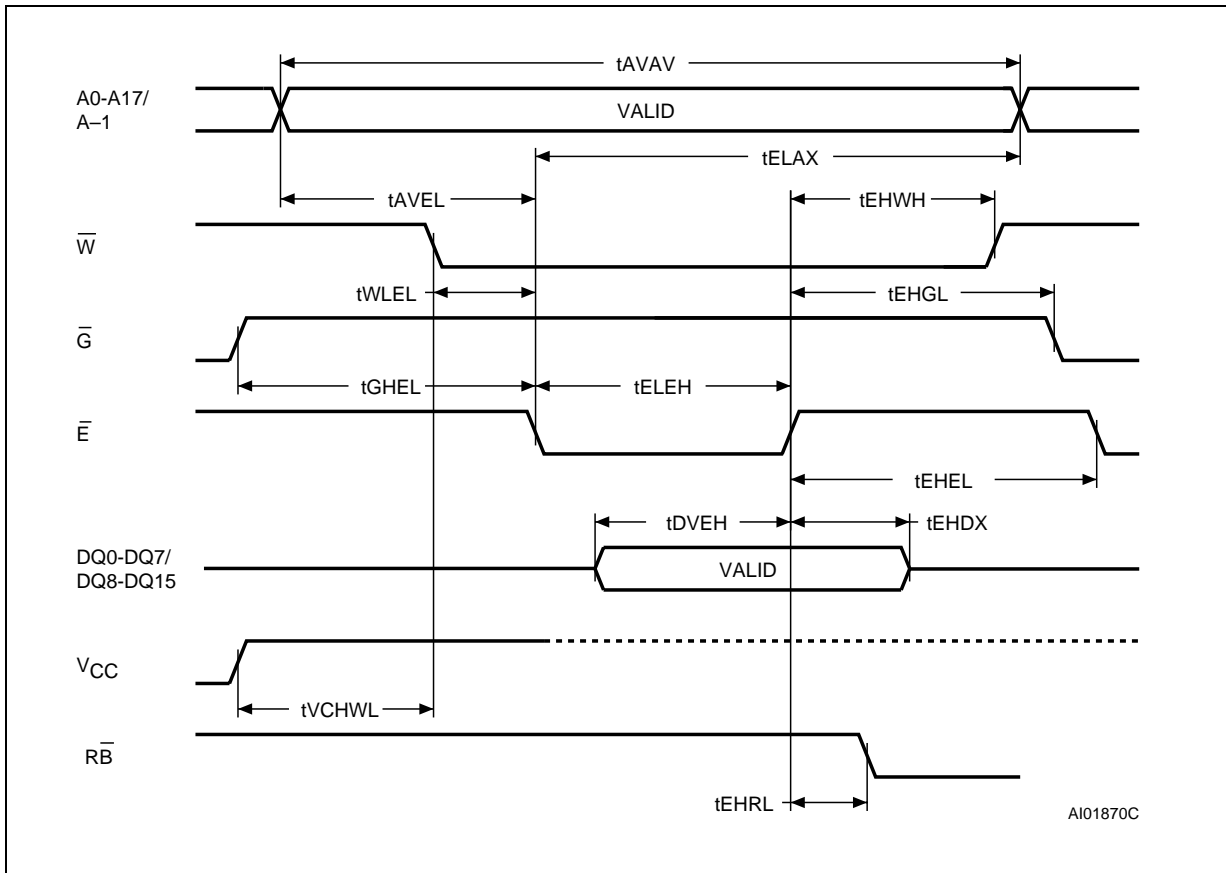 tAVAV
A0-A17/
A–1
VALID
tELAX
tAVEL
tEHWH
W̅
tWLEL
tEHGL
G̅
tGHEL
tELEH
E̅
tEHEL
tDVEH
tEHDX
DQ0-DQ7/
DQ8-DQ15
VALID
VCC
tVCHWL
RB̅
tEHRL
AI01870C